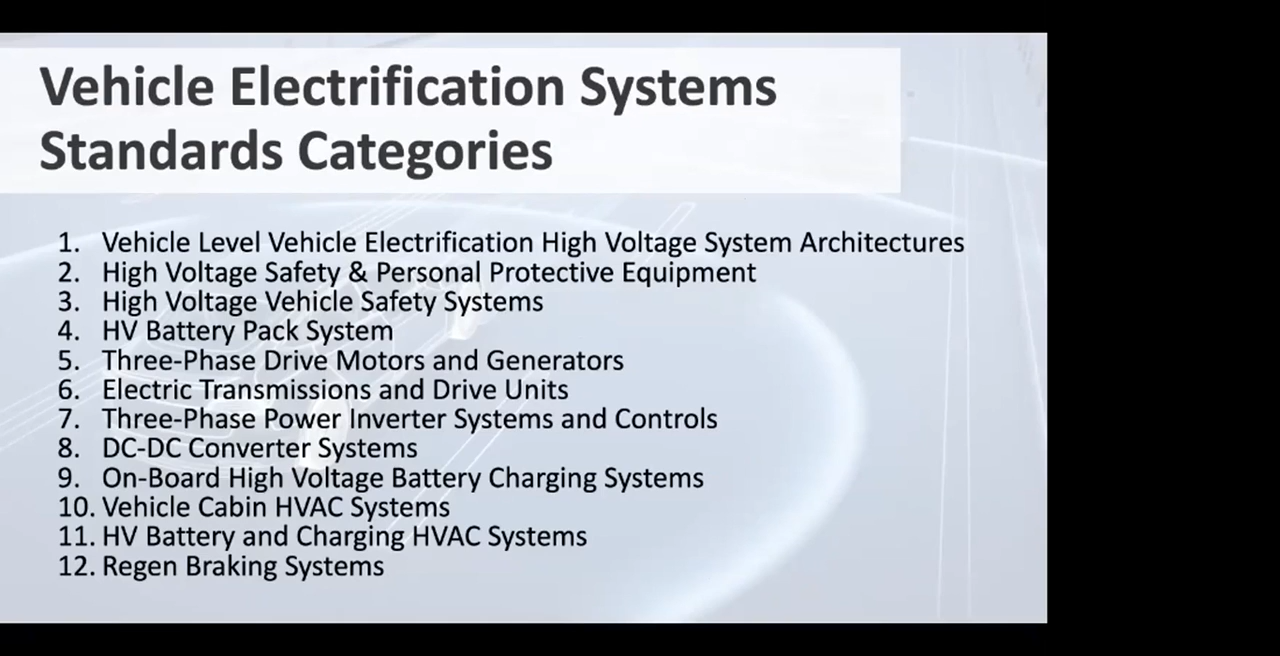 Vehicle Electrification Systems
Standards Categories
1. Vehicle Level Vehicle Electrification High Voltage System Architectures
2. High Voltage Safety & Personal Protective Equipment
3. High Voltage Vehicle Safety Systems
4. HV Battery Pack System
5. Three-Phase Drive Motors and Generators
6. Electric Transmissions and Drive Units
7. Three-Phase Power Inverter Systems and Controls
8. DC-DC Converter Systems
9. On-Board High Voltage Battery Charging Systems
10. Vehicle Cabin HVAC Systems
11. HV Battery and Charging HVAC Systems
12. Regen Braking Systems